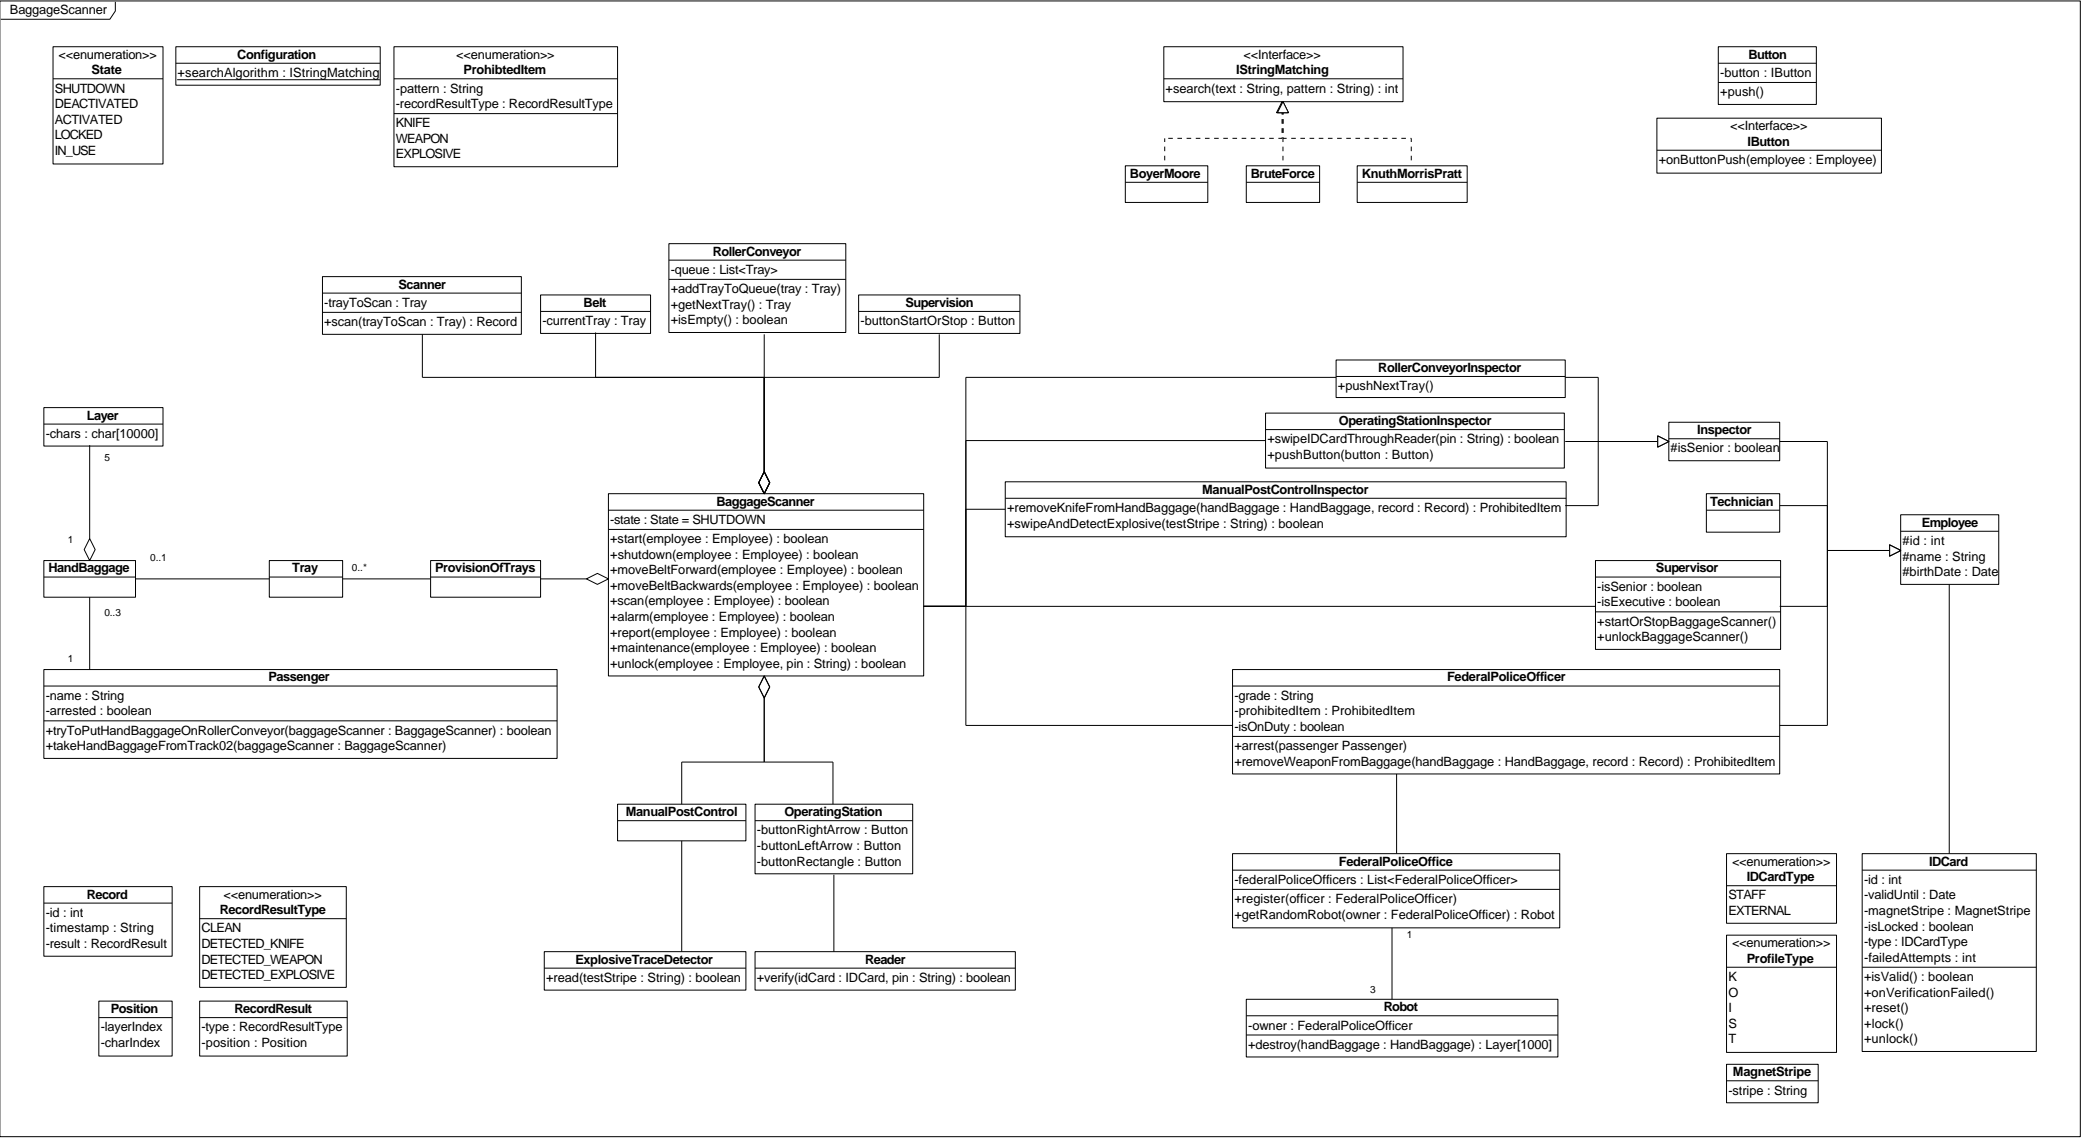 BaggageScanner
<<enumeration>>
State
SHUTDOWN
DEACTIVATED
ACTIVATED
LOCKED
IN_USE
Configuration
+searchAlgorithm : IStringMatching
<<enumeration>>
ProhibtedItem
-pattern : String
-recordResultType : RecordResultType
KNIFE
WEAPON
EXPLOSIVE
<<Interface>>
IStringMatching
+search(text : String, pattern : String) : int
BoyerMoore
BruteForce
KnuthMorrisPratt
Button
-button : IButton
+push()
<<Interface>>
IButton
+onButtonPush(employee : Employee)
Scanner
-trayToScan : Tray
+scan(trayToScan : Tray) : Record
Belt
-currentTray : Tray
RollerConveyor
-queue : List<Tray>
+addTrayToQueue(tray : Tray)
+getNextTray() : Tray
+isEmpty() : boolean
Supervision
-buttonStartOrStop : Button
Layer
-chars : char[10000]
5
1
HandBaggage
0..1
Tray
0..*
ProvisionOfTrays
0..3
1
Passenger
-name : String
-arrested : boolean
+tryToPutHandBaggageOnRollerConveyor(baggageScanner : BaggageScanner) : boolean
+takeHandBaggageFromTrack02(baggageScanner : BaggageScanner)
BaggageScanner
-state : State = SHUTDOWN
+start(employee : Employee) : boolean
+shutdown(employee : Employee) : boolean
+moveBeltForward(employee : Employee) : boolean
+moveBeltBackwards(employee : Employee) : boolean
+scan(employee : Employee) : boolean
+alarm(employee : Employee) : boolean
+report(employee : Employee) : boolean
+maintenance(employee : Employee) : boolean
+unlock(employee : Employee, pin : String) : boolean
RollerConveyorInspector
+pushNextTray()
OperatingStationInspector
+swipeIDCardThroughReader(pin : String) : boolean
+pushButton(button : Button)
ManualPostControlInspector
+removeKnifeFromHandBaggage(handBaggage : HandBaggage, record : Record) : ProhibitedItem
+swipeAndDetectExplosive(testStripe : String) : boolean
Inspector
#isSenior : boolean
Technician
Employee
#id : int
#name : String
#birthDate : Date
Supervisor
-isSenior : boolean
-isExecutive : boolean
+startOrStopBaggageScanner()
+unlockBaggageScanner()
FederalPoliceOfficer
-grade : String
-prohibitedItem : ProhibitedItem
-isOnDuty : boolean
+arrest(passenger Passenger)
+removeWeaponFromBaggage(handBaggage : HandBaggage, record : Record) : ProhibitedItem
ManualPostControl
OperatingStation
-buttonRightArrow : Button
-buttonLeftArrow : Button
-buttonRectangle : Button
ExplosiveTraceDetector
+read(testStripe : String) : boolean
Reader
+verify(idCard : IDCard, pin : String) : boolean
FederalPoliceOffice
-federalPoliceOfficers : List<FederalPoliceOfficer>
+register(officer : FederalPoliceOfficer)
+getRandomRobot(owner : FederalPoliceOfficer) : Robot
1
3
Robot
-owner : FederalPoliceOfficer
+destroy(handBaggage : HandBaggage) : Layer[1000]
Record
-id : int
-timestamp : String
-result : RecordResult
<<enumeration>>
RecordResultType
CLEAN
DETECTED_KNIFE
DETECTED_WEAPON
DETECTED_EXPLOSIVE
Position
-layerIndex
-charIndex
RecordResult
-type : RecordResultType
-position : Position
<<enumeration>>
IDCardType
STAFF
EXTERNAL
<<enumeration>>
ProfileType
K
O
I
S
T
MagnetStripe
-stripe : String
IDCard
-id : int
-validUntil : Date
-magnetStripe : MagnetStripe
-isLocked : boolean
-type : IDCardType
-failedAttempts : int
+isValid() : boolean
+onVerificationFailed()
+reset()
+lock()
+unlock()